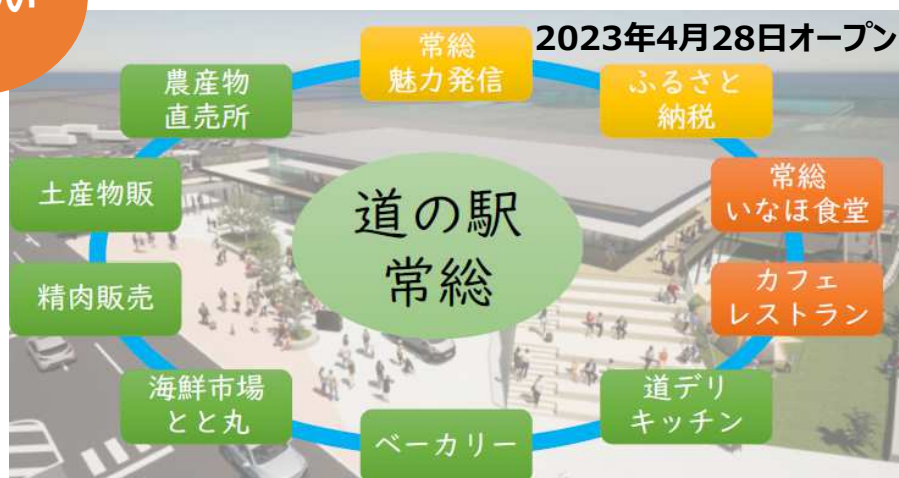 2023年4月28日オープン
常総
魅力発信
ふるさと
納税
農産物
直売所
常総
いなほ食堂
土産物販
道の駅
常総
カフェ
レストラン
精肉販売
海鮮市場
とと丸
道デリ
キッチン
ベーカリー